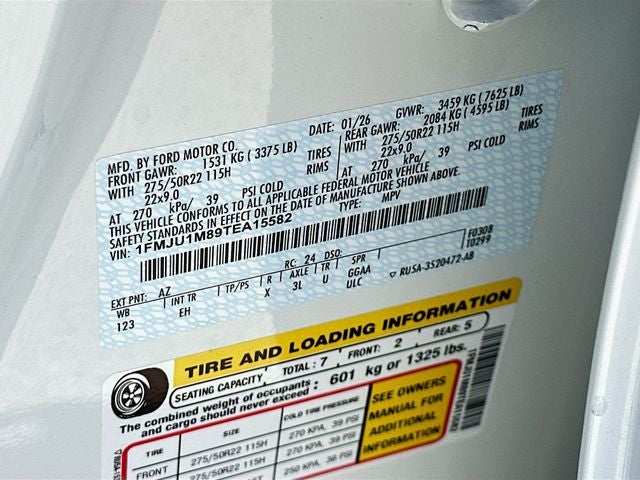 MFD. BY FORD MOTOR CO.
DATE: 01/26 GVWR: 3459 KG ( 7625 LB)
FRONT GAWR: 1531 KG ( 3375 LB) REAR GAWR: 2084 KG ( 4595 LB)
WITH 275/50R22 115H TIRES WITH 275/50R22 115H TIRES
22x9.0 RIMS 22x9.0 RIMS
AT 270 kPa/ 39 PSI COLD AT 270 kPa/ 39 PSI COLD
THIS VEHICLE CONFORMS TO ALL APPLICABLE FEDERAL MOTOR VEHICLE
SAFETY STANDARDS IN EFFECT ON THE DATE OF MANUFACTURE SHOWN ABOVE.
VIN: 1FMJU1M89TEA15582 TYPE: MPV
F030B
T0299
EXT PNT: AZ RC: 24 DSO:
WB INT TR TP/PS R AXLE TR SPR
123 EH X 3L U GGAA
ULC
RU5A-3520472-AB
TIRE AND LOADING INFORMATION
SEATING CAPACITY TOTAL : 7 FRONT: 2 REAR: 5
The combined weight of occupants
and cargo should never exceed : 601 kg or 1325 lbs.
TIRE SIZE COLD TIRE PRESSURE
FRONT 275/50R22 115H 270 KPA, 39 PSI
275/50R22 115H 270 KPA, 39 PSI
250 KPA, 36 PSI
SEE OWNERS
MANUAL FOR
ADDITIONAL
INFORMATION